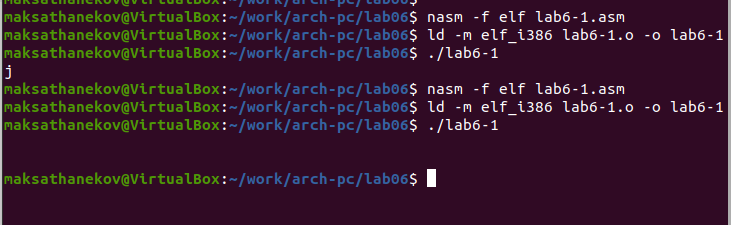 maksathanekov@VirtualBox:~/work/arch-pc/lab06$ nasm -f elf lab6-1.asm
maksathanekov@VirtualBox:~/work/arch-pc/lab06$ ld -m elf_i386 lab6-1.o -o lab6-1
maksathanekov@VirtualBox:~/work/arch-pc/lab06$ ./lab6-1
j
maksathanekov@VirtualBox:~/work/arch-pc/lab06$ nasm -f elf lab6-1.asm
maksathanekov@VirtualBox:~/work/arch-pc/lab06$ ld -m elf_i386 lab6-1.o -o lab6-1
maksathanekov@VirtualBox:~/work/arch-pc/lab06$ ./lab6-1
maksathanekov@VirtualBox:~/work/arch-pc/lab06$